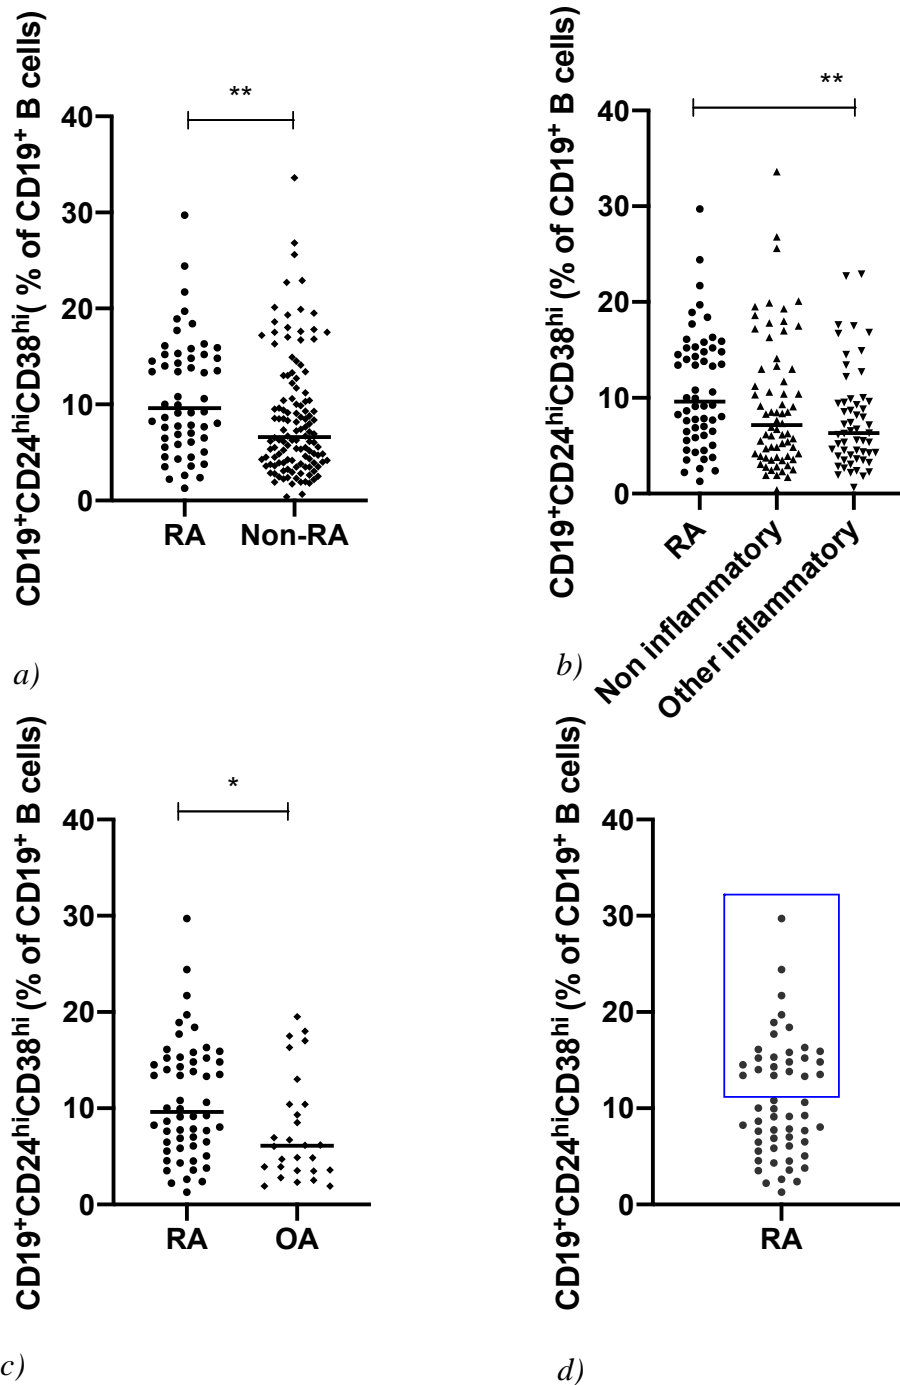 CD19⁺CD24ʰⁱCD38ʰⁱ( % of CD19⁺ B cells)
**
40
30
20
10
0
RA Non-RA
a)
CD19⁺CD24ʰⁱCD38ʰⁱ (% of CD19⁺ B cells)
**
40
30
20
10
0
RA
Non inflammatory
Other inflammatory
b)
CD19⁺CD24ʰⁱCD38ʰⁱ (% of CD19⁺ B cells)
*
40
30
20
10
0
RA OA
c)
CD19⁺CD24ʰⁱCD38ʰⁱ (% of CD19⁺ B cells)
40
30
20
10
0
RA
d)